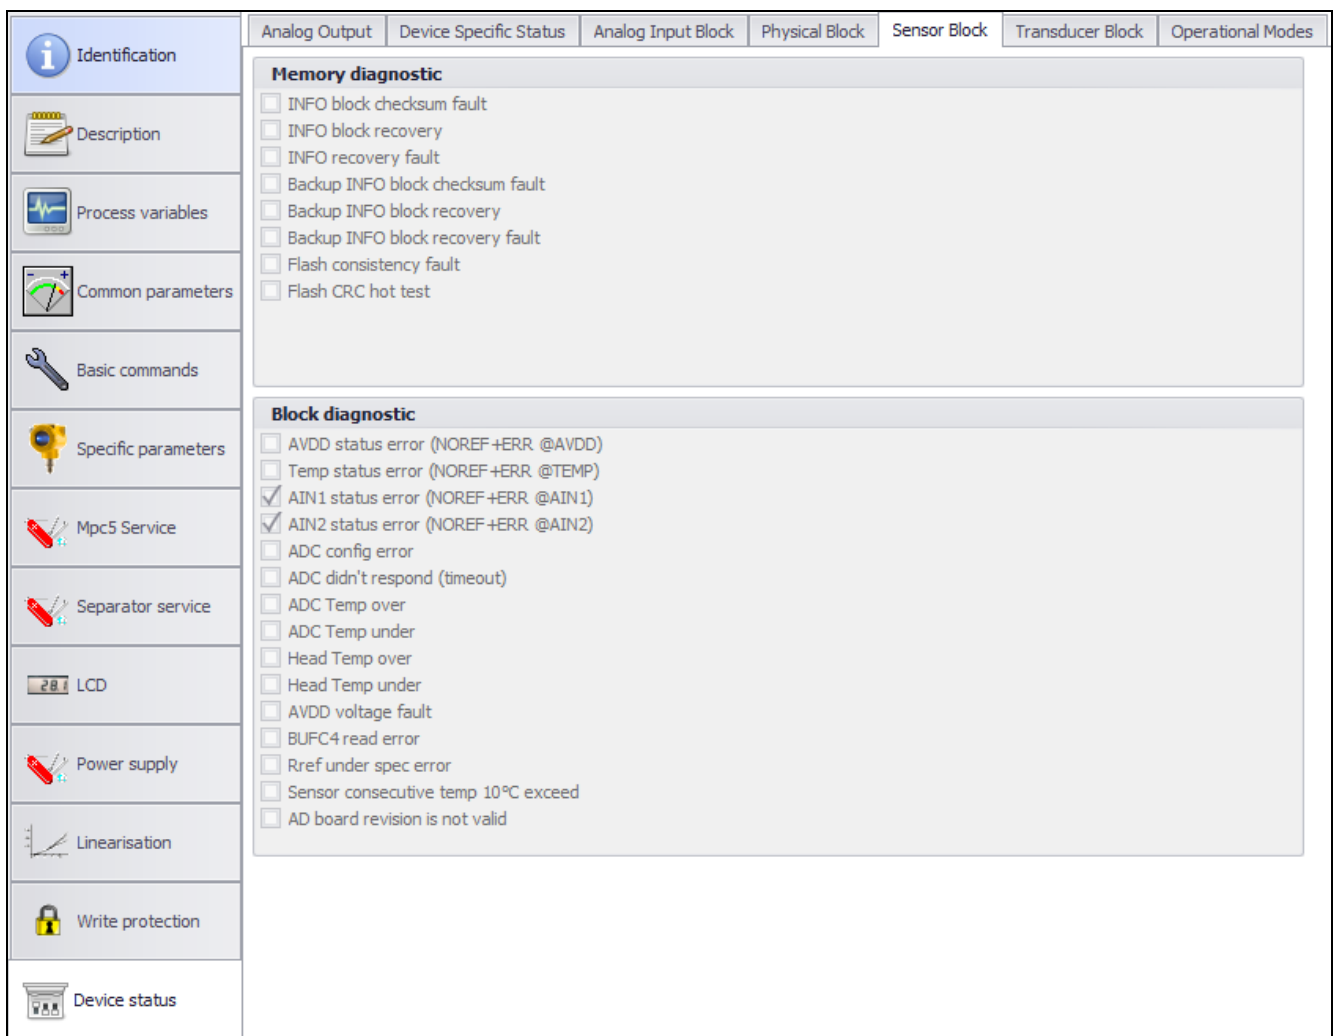 Identification
Description
Process variables
Common parameters
Basic commands
Specific parameters
Mpc5 Service
Separator service
28.1 LCD
Power supply
Linearisation
Write protection
Device status
Analog Output Device Specific Status Analog Input Block Physical Block Sensor Block Transducer Block Operational Modes
Memory diagnostic
INFO block checksum fault
INFO block recovery
INFO recovery fault
Backup INFO block checksum fault
Backup INFO block recovery
Backup INFO block recovery fault
Flash consistency fault
Flash CRC hot test
Block diagnostic
AVDD status error (NOREF+ERR @AVDD)
Temp status error (NOREF+ERR @TEMP)
AIN1 status error (NOREF+ERR @AIN1)
AIN2 status error (NOREF+ERR @AIN2)
ADC config error
ADC didn't respond (timeout)
ADC Temp over
ADC Temp under
Head Temp over
Head Temp under
AVDD voltage fault
BUFC4 read error
Rref under spec error
Sensor consecutive temp 10°C exceed
AD board revision is not valid